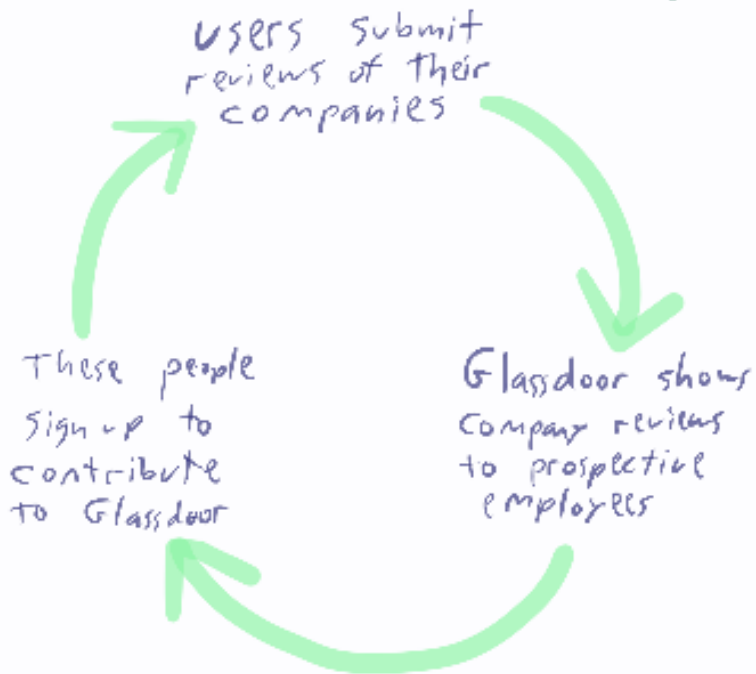 users submit
reviews of their
companies
Glassdoor shows
company reviews
to prospective
employees
These people
sign up to
contribute
to Glassdoor